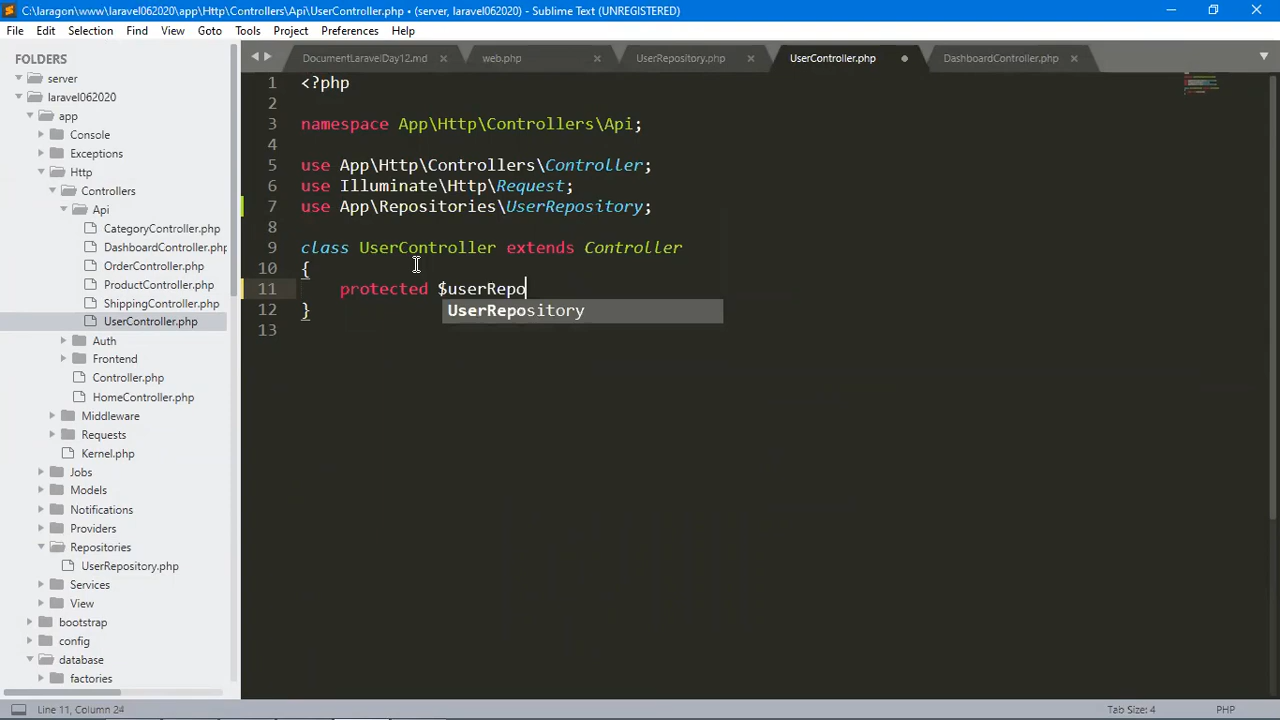 C:\laragon\www\laravel062020\app\Http\Controllers\Api\UserController.php • (server, laravel062020) - Sublime Text (UNREGISTERED)
File Edit Selection Find View Goto Tools Project Preferences Help
FOLDERS
server
laravel062020
app
Console
Exceptions
Http
Controllers
Api
CategoryController.php
DashboardController.php
OrderController.php
ProductController.php
ShippingController.php
UserController.php
Auth
Frontend
Controller.php
HomeController.php
Middleware
Requests
Kernel.php
Jobs
Models
Notifications
Providers
Repositories
UserRepository.php
Services
View
bootstrap
config
database
factories
DocumentLaravelDay12.md × web.php × UserRepository.php × UserController.php • DashboardController.php ×
1 <?php
2
3 namespace App\Http\Controllers\Api;
4
5 use App\Http\Controllers\Controller;
6 use Illuminate\Http\Request;
7 use App\Repositories\UserRepository;
8
9 class UserController extends Controller
10 {
11 protected $userRepo
UserRepository
12 }
13
Line 11, Column 24 Tab Size: 4 PHP